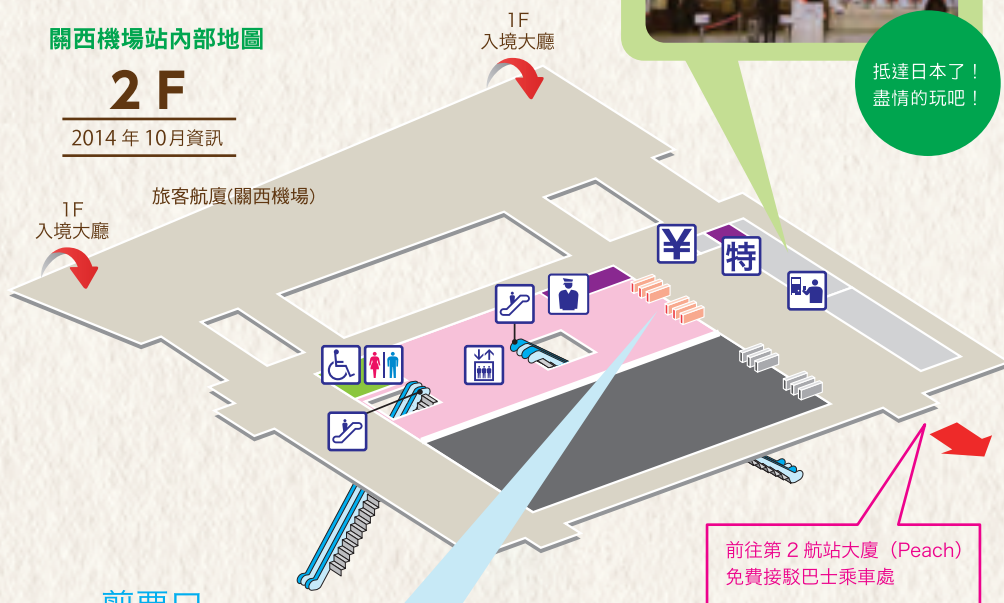 關西機場站內部地圖
2 F
2014 年 10月資訊
1F
入境大廳
抵達日本了！
盡情的玩吧！
旅客航廈(關西機場)
1F
入境大廳
¥
特
前往第 2 航站大廈（Peach）
免費接駁巴士乘車處